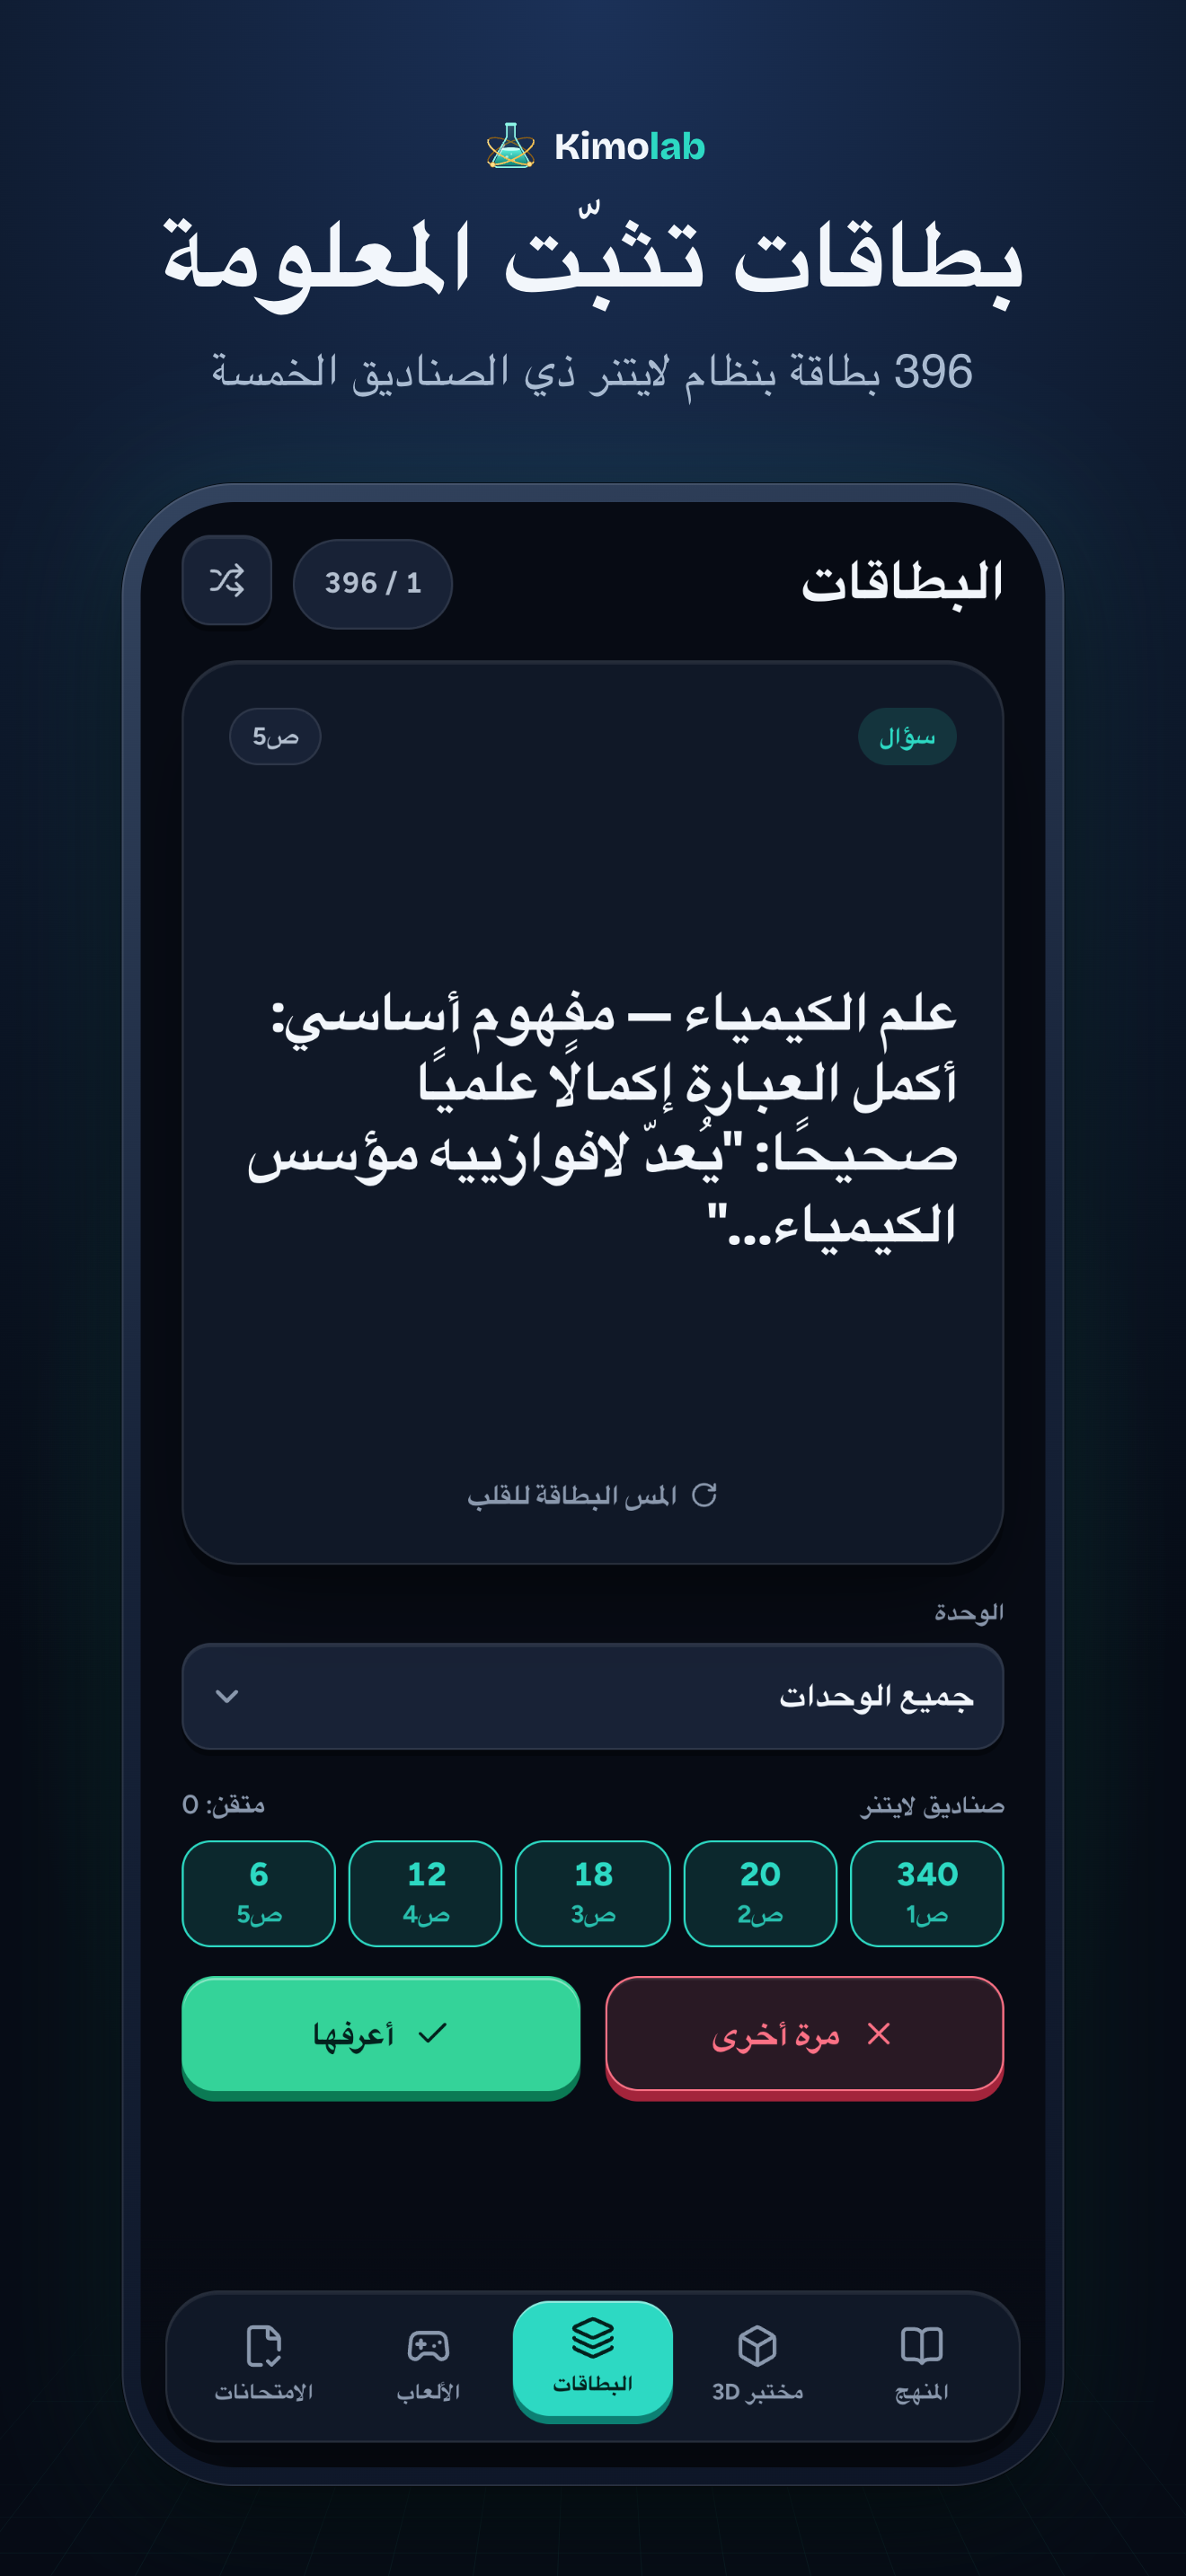 Kimolab
بطاقات تثبّت المعلومة
396 بطاقة بنظام لايتنر ذي الصناديق الخمسة
البطاقات
396 / 1
سؤال
ص5
علم الكيمياء — مفهوم أساسي:
أكمل العبارة إكمالًا علميًا
صحيحًا: "يُعدّ لافوازييه مؤسس
الكيمياء..."
المس البطاقة للقلب
الوحدة
جميع الوحدات
صناديق لايتنر
متقن: 0
340 20 18 12 6
ص1 ص2 ص3 ص4 ص5
مرة أخرى
أعرفها
المنهج مختبر 3D البطاقات الألعاب الامتحانات